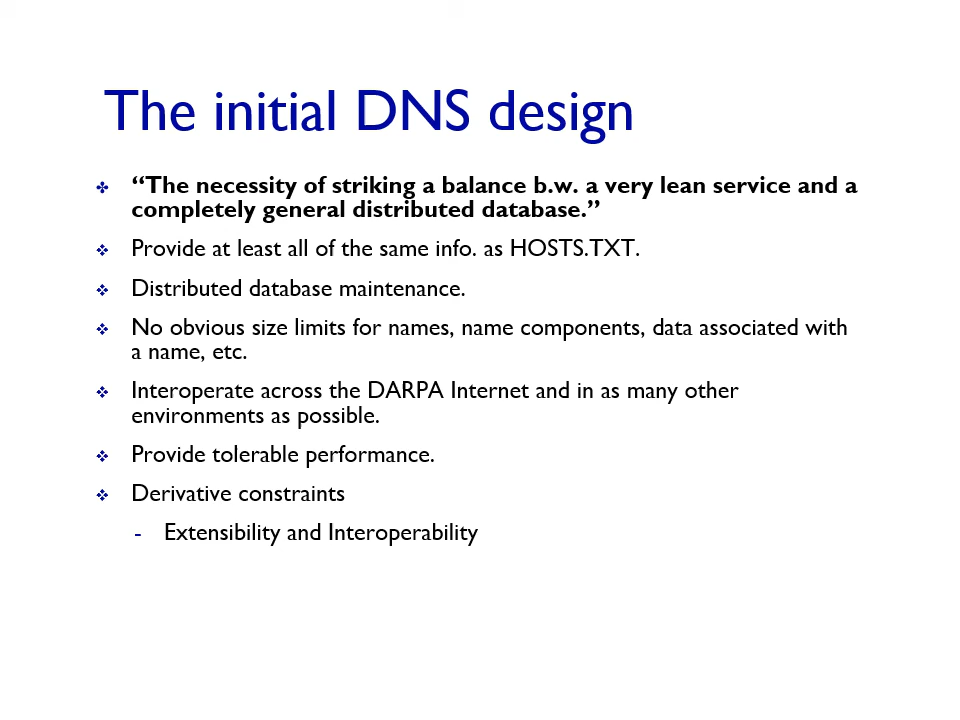 The initial DNS design
“The necessity of striking a balance b.w. a very lean service and a
completely general distributed database.”
Provide at least all of the same info. as HOSTS.TXT.
Distributed database maintenance.
No obvious size limits for names, name components, data associated with
a name, etc.
Interoperate across the DARPA Internet and in as many other
environments as possible.
Provide tolerable performance.
Derivative constraints
- Extensibility and Interoperability